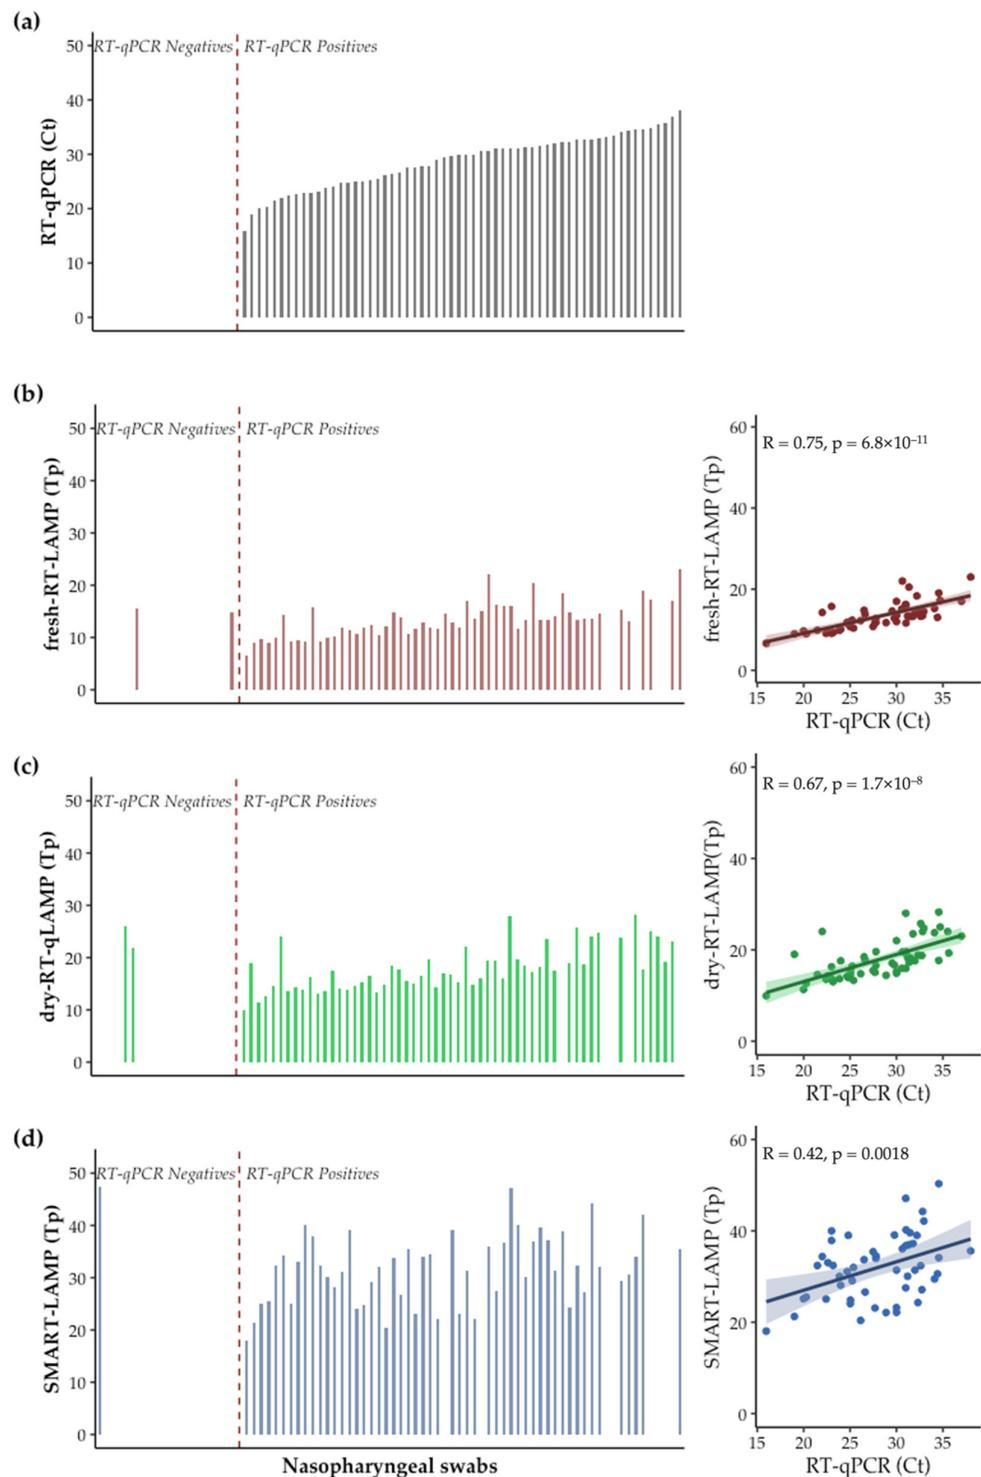 (a)
RT-qPCR Negatives RT-qPCR Positives
RT-qPCR (Ct)
50
40
30
20
10
0
(b)
RT-qPCR Negatives RT-qPCR Positives
fresh-RT-LAMP (Tp)
50
40
30
20
10
0
R = 0.75, p = 6.8×10⁻¹¹
fresh-RT-LAMP (Tp)
60
40
20
0
15 20 25 30 35
RT-qPCR (Ct)
(c)
RT-qPCR Negatives RT-qPCR Positives
dry-RT-qLAMP (Tp)
50
40
30
20
10
0
R = 0.67, p = 1.7×10⁻⁸
dry-RT-LAMP(Tp)
60
40
20
0
15 20 25 30 35
RT-qPCR (Ct)
(d)
RT-qPCR Negatives RT-qPCR Positives
SMART-LAMP (Tp)
50
40
30
20
10
0
Nasopharyngeal swabs
R = 0.42, p = 0.0018
SMART-LAMP (Tp)
60
40
20
0
15 20 25 30 35
RT-qPCR (Ct)